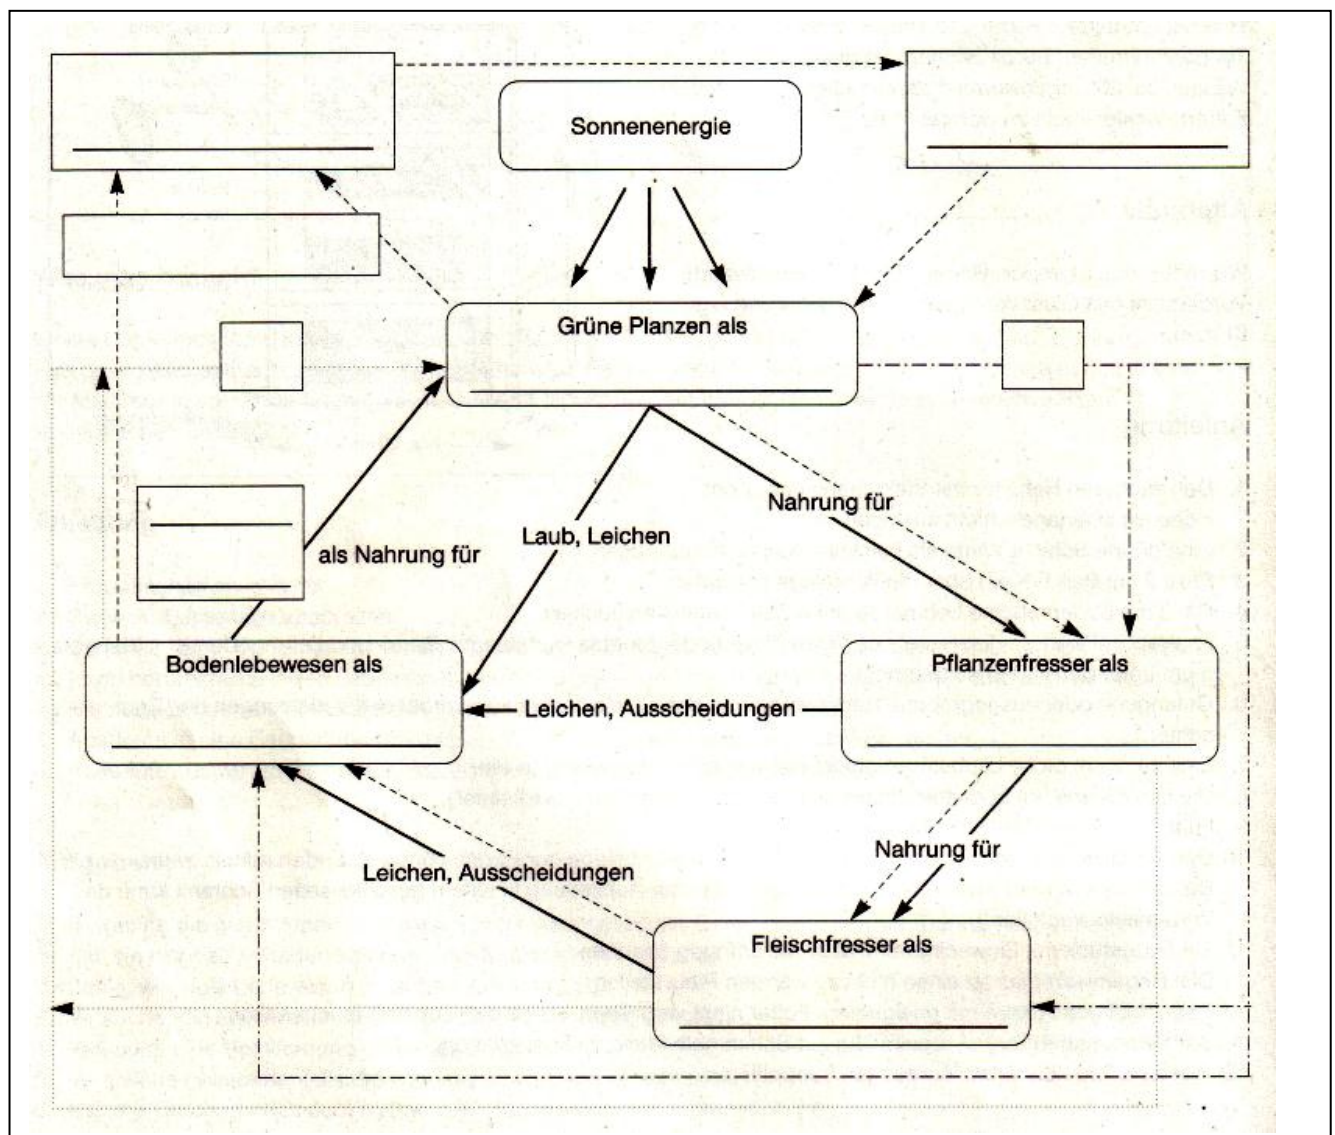 Sonnenenergie
Grüne Planzen als
Nahrung für
Laub, Leichen
als Nahrung für
Bodenlebewesen als
Pflanzenfresser als
Leichen, Ausscheidungen
Nahrung für
Leichen, Ausscheidungen
Fleischfresser als